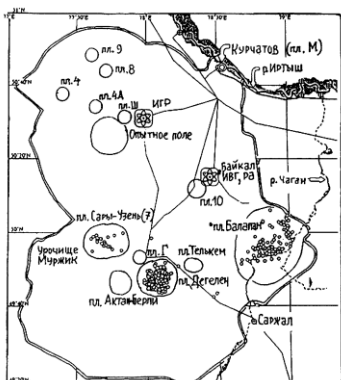 пл. 9
пл. 8
пл. 4
пл. 4А
пл. Ш
ИГР
Опытное поле
Курчатов (пл. М)
р. Иртыш
Байкал
ИВГ, РА
пл. 10
р. Чаган
пл. Балапан
пл. Сары-Узень (7)
Урочище
Муржик
пл. Г
пл. Телькем
пл. Дегелен
пл. Актан-Берли
Саржал